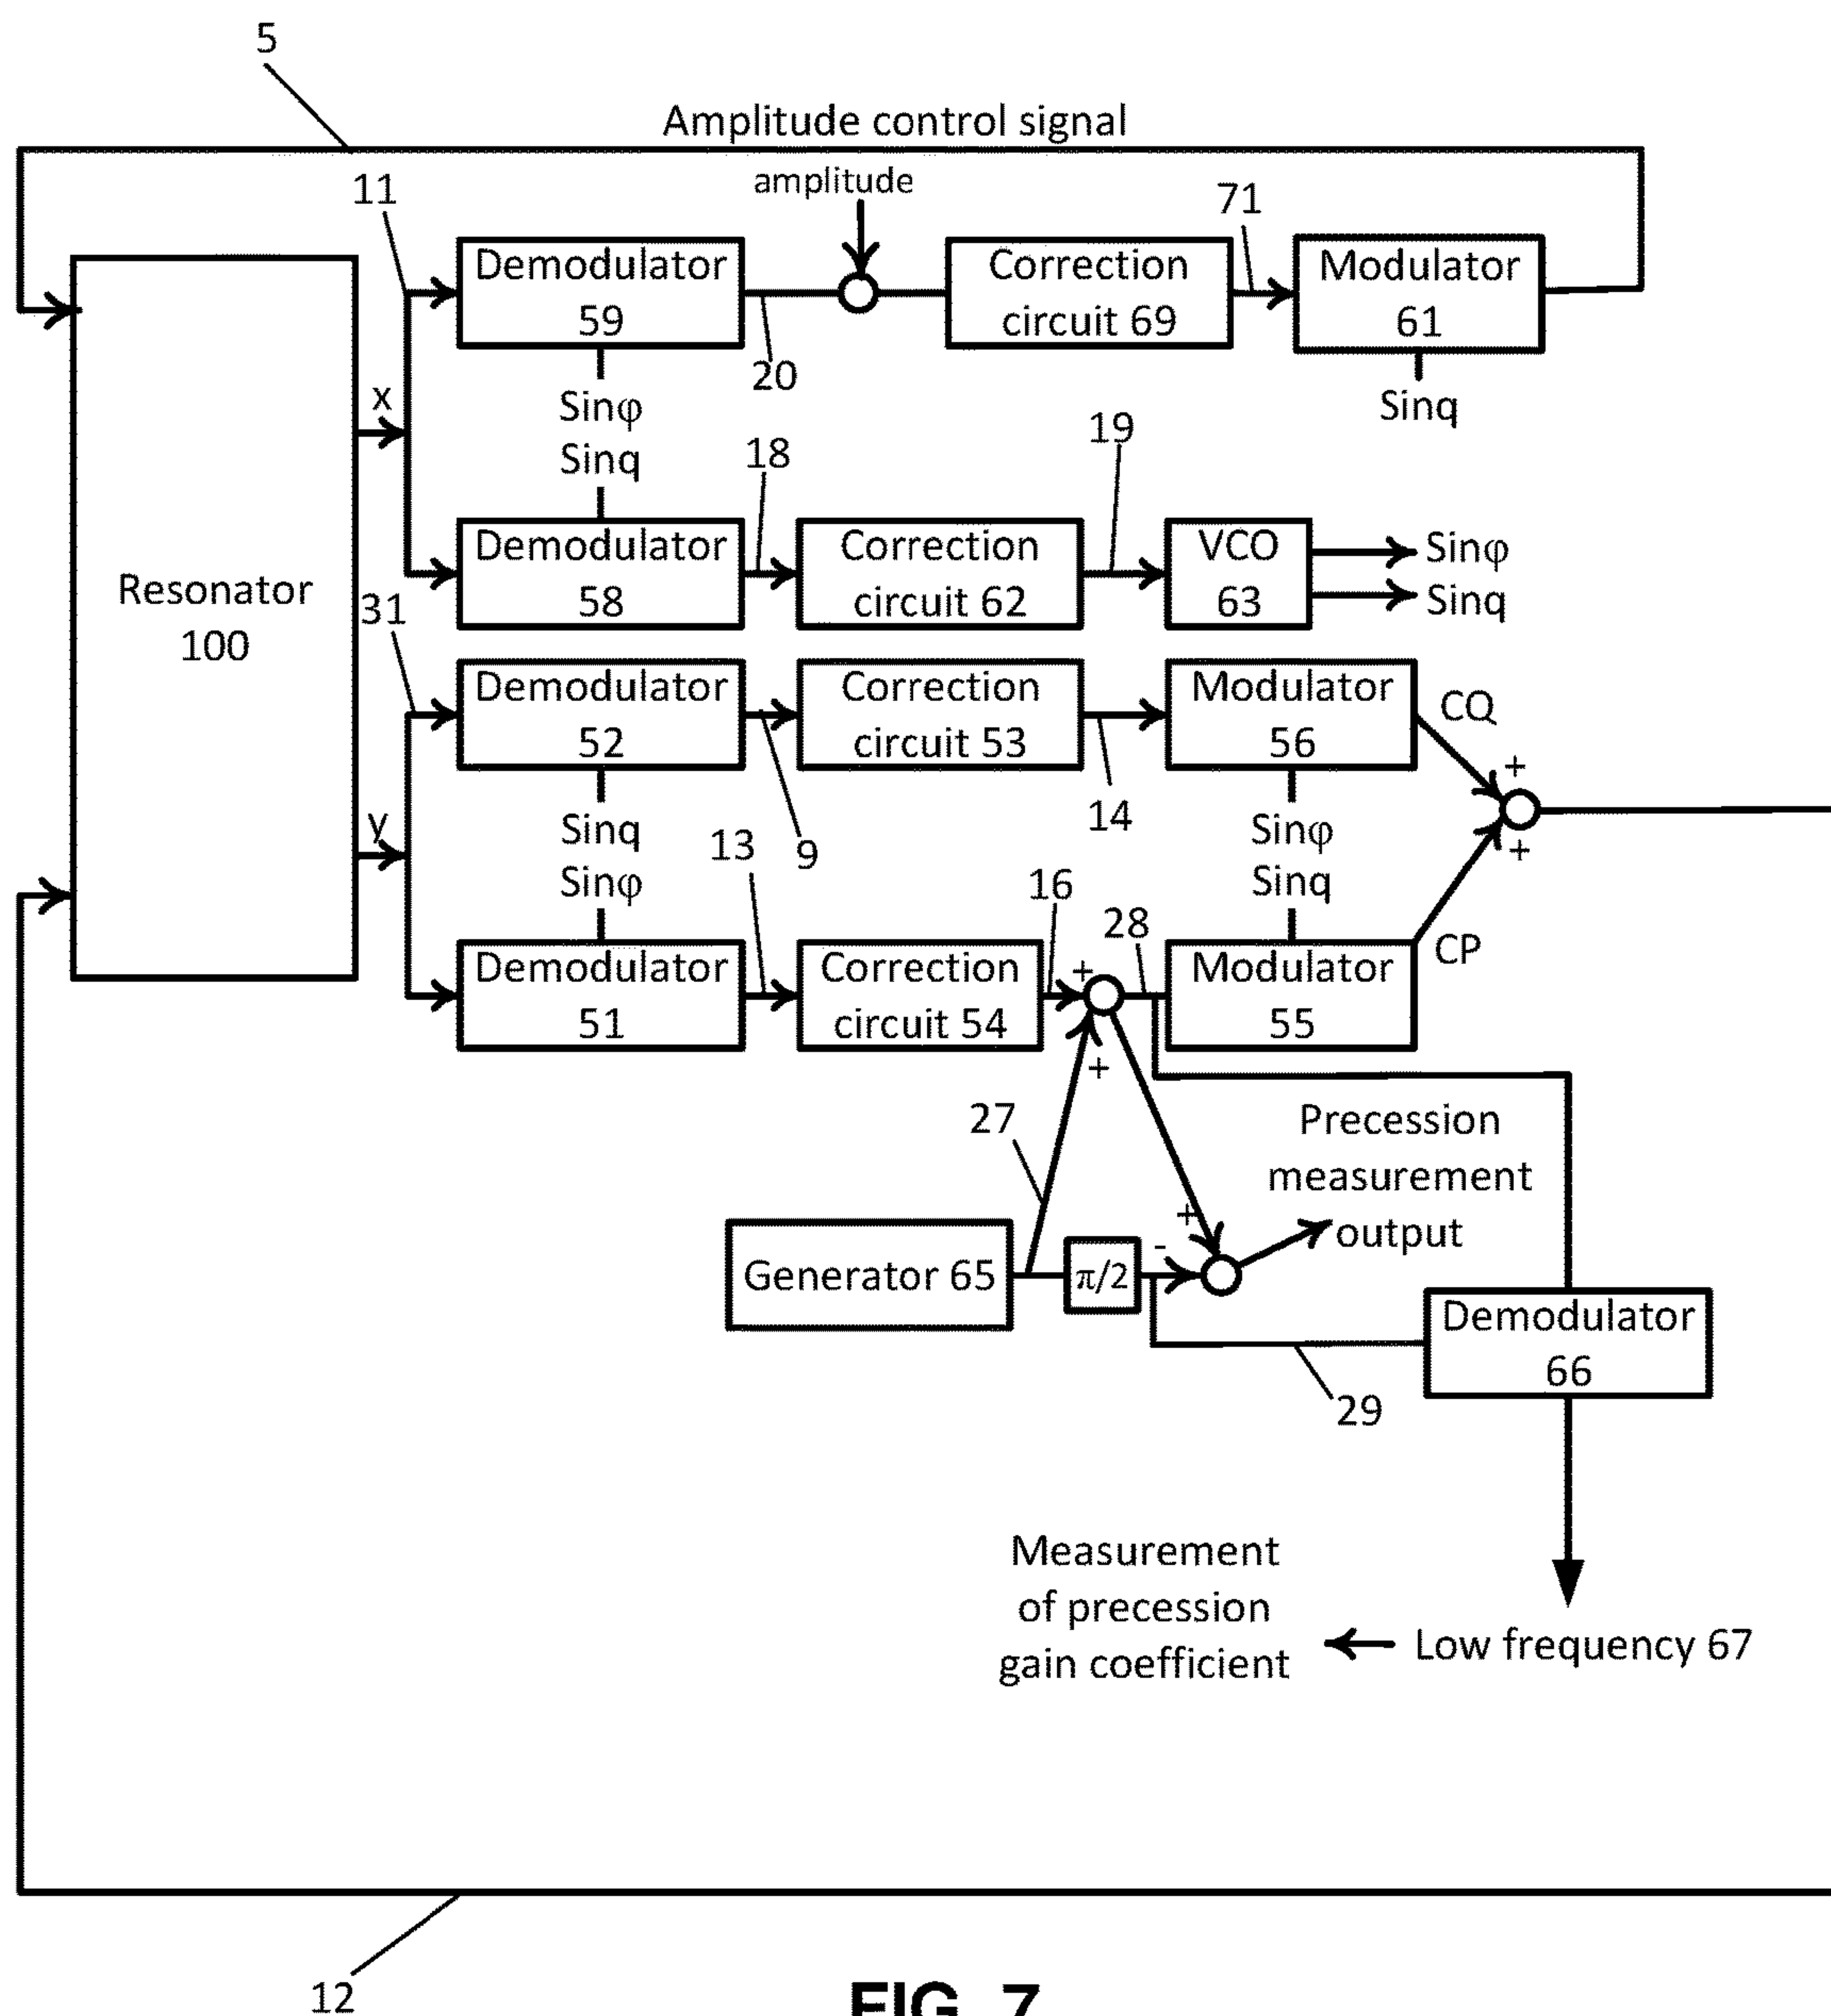 5
Amplitude control signal
11
amplitude
71
Demodulator
59
Correction
circuit 69
Modulator
61
20
x
Sinφ
Sinq
Sinq
18
19
Resonator
100
31
Demodulator
58
Correction
circuit 62
VCO
63
Sinφ
Sinq
Demodulator
52
Correction
circuit 53
Modulator
56
CQ
+
+
y
Sinq
Sinφ
13
9
14
Sinφ
Sinq
16
28
Demodulator
51
Correction
circuit 54
+
+
Modulator
55
CP
27
Precession
measurement
output
+
-
Generator 65
π/2
Demodulator
66
29
Measurement
of precession
gain coefficient
Low frequency 67
12
FIG. 7